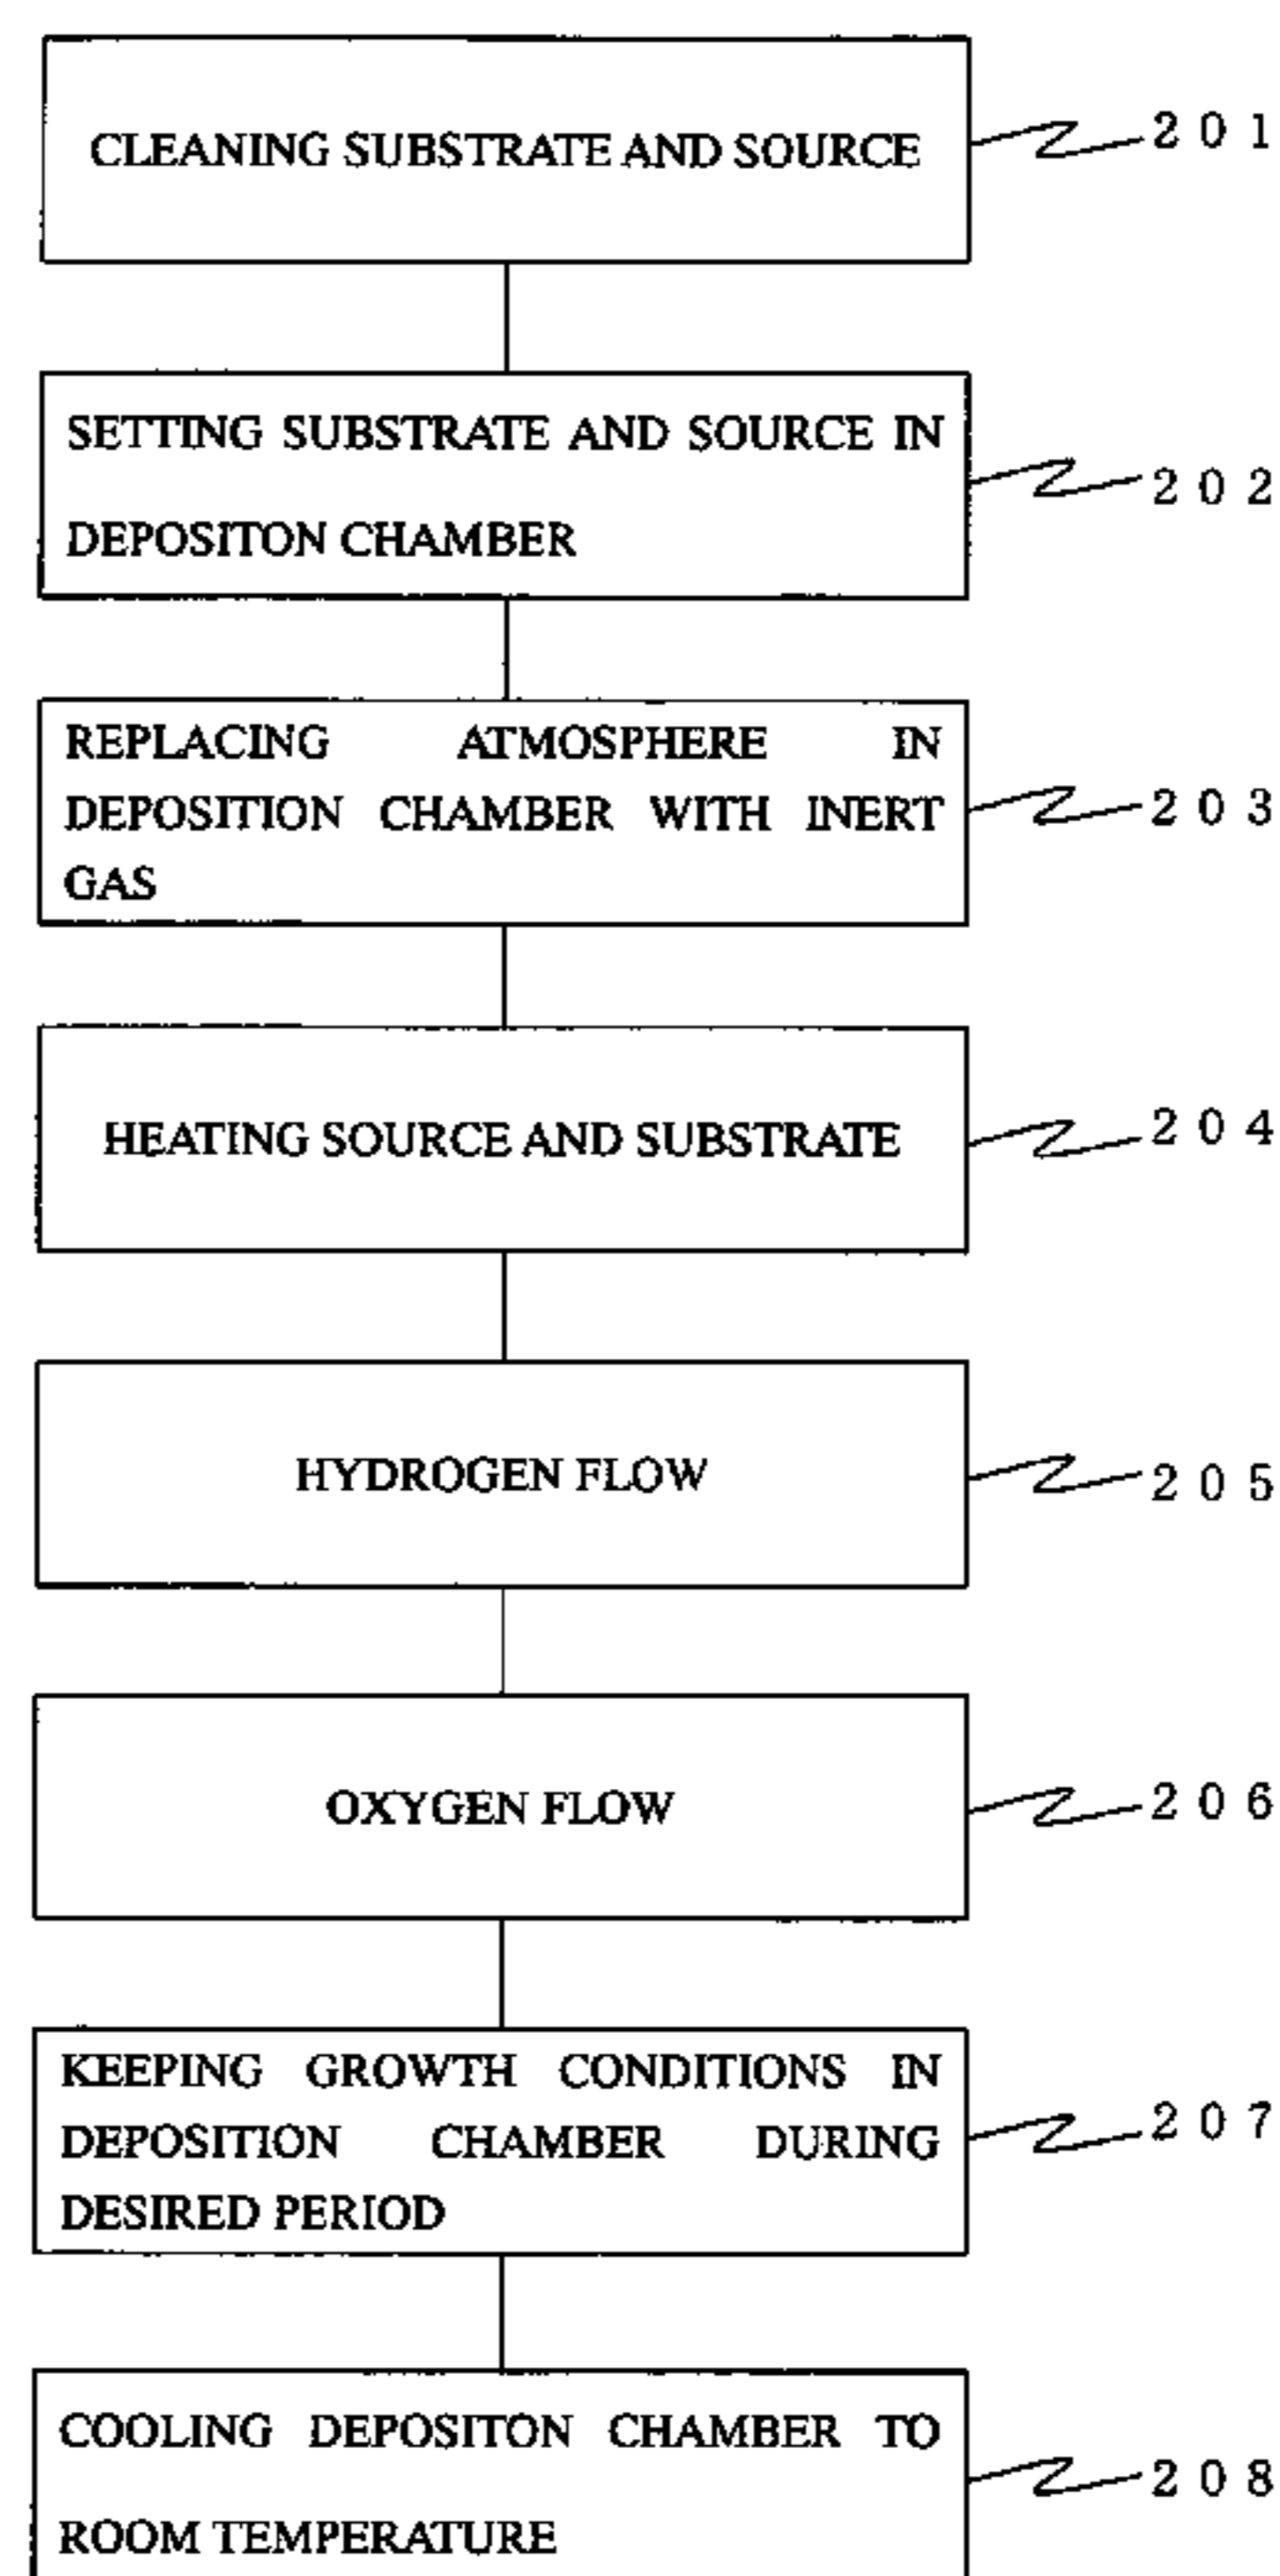 CLEANING SUBSTRATE AND SOURCE
201
SETTING SUBSTRATE AND SOURCE IN
DEPOSITON CHAMBER
202
REPLACING ATMOSPHERE IN
DEPOSITION CHAMBER WITH INERT
GAS
203
HEATING SOURCE AND SUBSTRATE
204
HYDROGEN FLOW
205
OXYGEN FLOW
206
KEEPING GROWTH CONDITIONS IN
DEPOSITION CHAMBER DURING
DESIRED PERIOD
207
COOLING DEPOSITON CHAMBER TO
ROOM TEMPERATURE
208